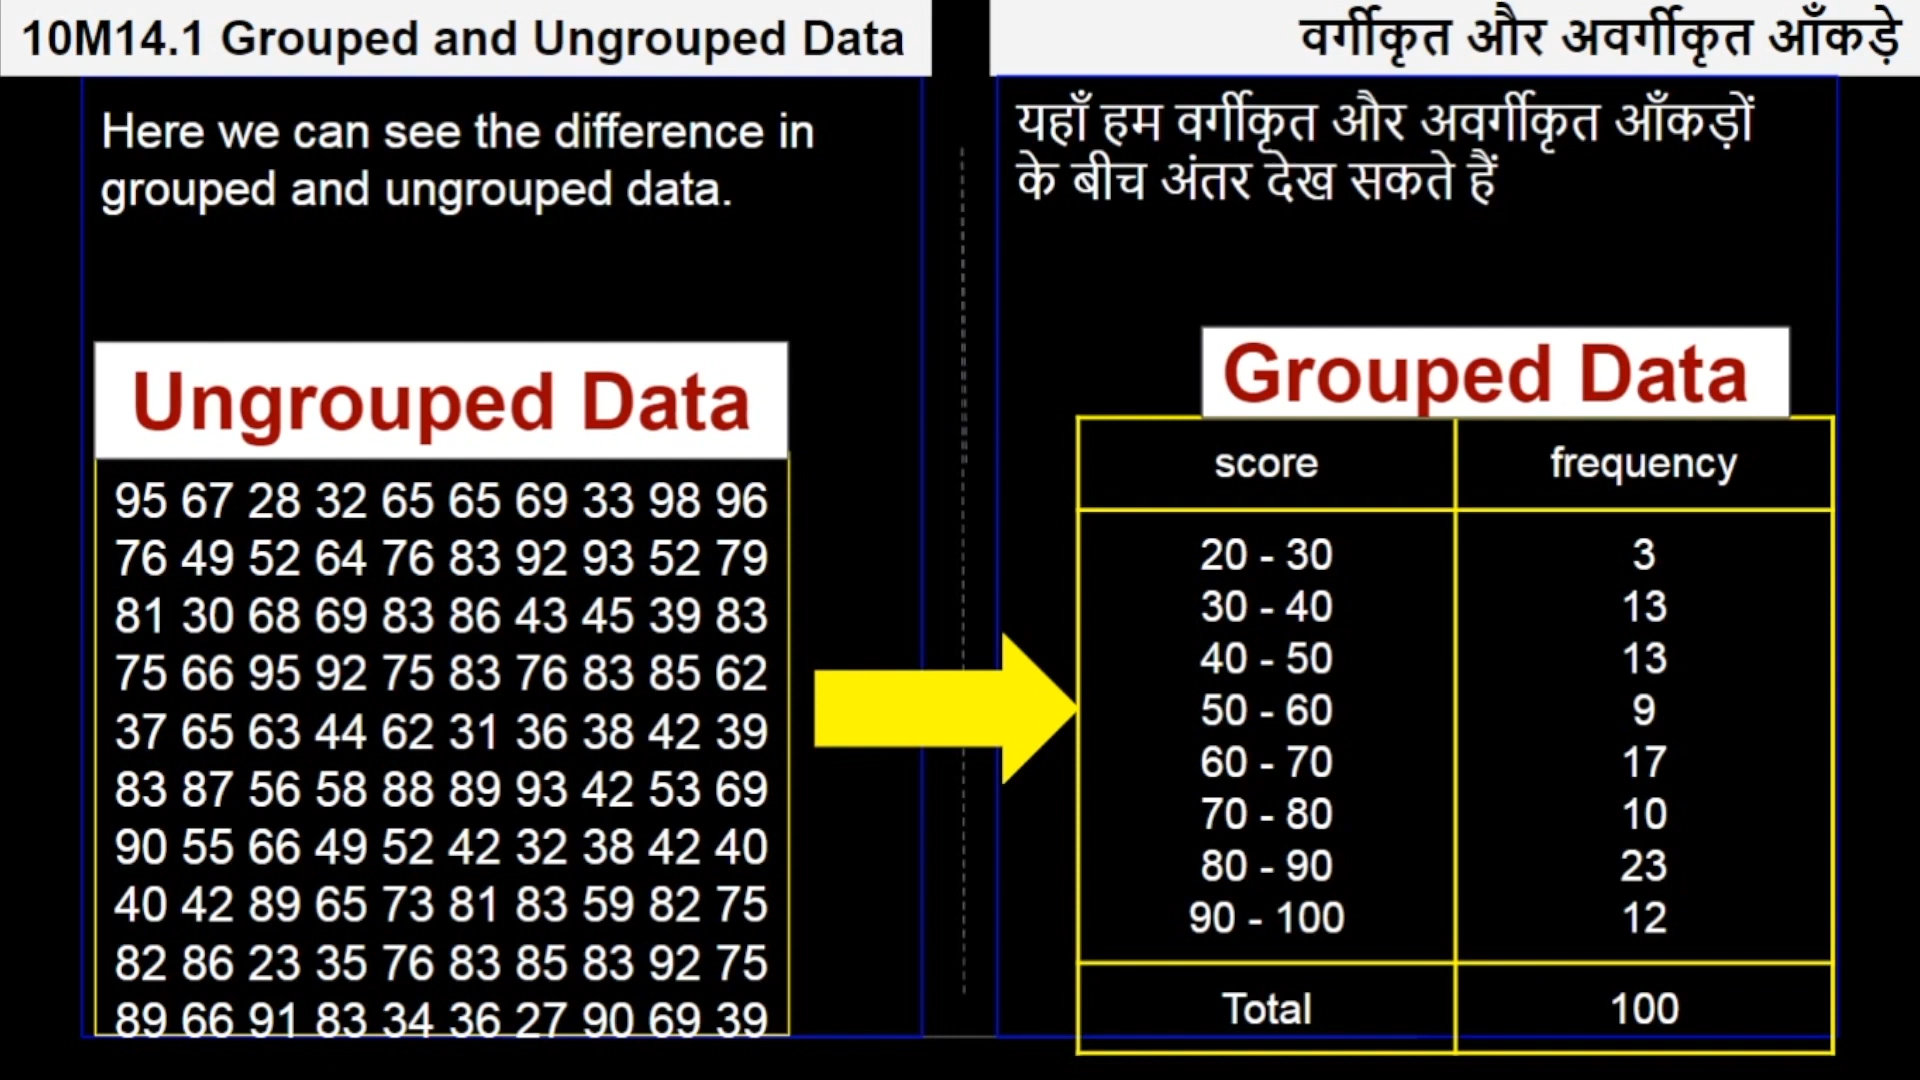 10M14.1 Grouped and Ungrouped Data
वर्गीकृत और अवर्गीकृत आँकड़े
Here we can see the difference in
grouped and ungrouped data.
यहाँ हम वर्गीकृत और अवर्गीकृत आँकड़ों
के बीच अंतर देख सकते हैं
Ungrouped Data
95 67 28 32 65 65 69 33 98 96
76 49 52 64 76 83 92 93 52 79
81 30 68 69 83 86 43 45 39 83
75 66 95 92 75 83 76 83 85 62
37 65 63 44 62 31 36 38 42 39
83 87 56 58 88 89 93 42 53 69
90 55 66 49 52 42 32 38 42 40
40 42 89 65 73 81 83 59 82 75
82 86 23 35 76 83 85 83 92 75
89 66 91 83 34 36 27 90 69 39
Grouped Data
score frequency
20 - 30 3
30 - 40 13
40 - 50 13
50 - 60 9
60 - 70 17
70 - 80 10
80 - 90 23
90 - 100 12
Total 100